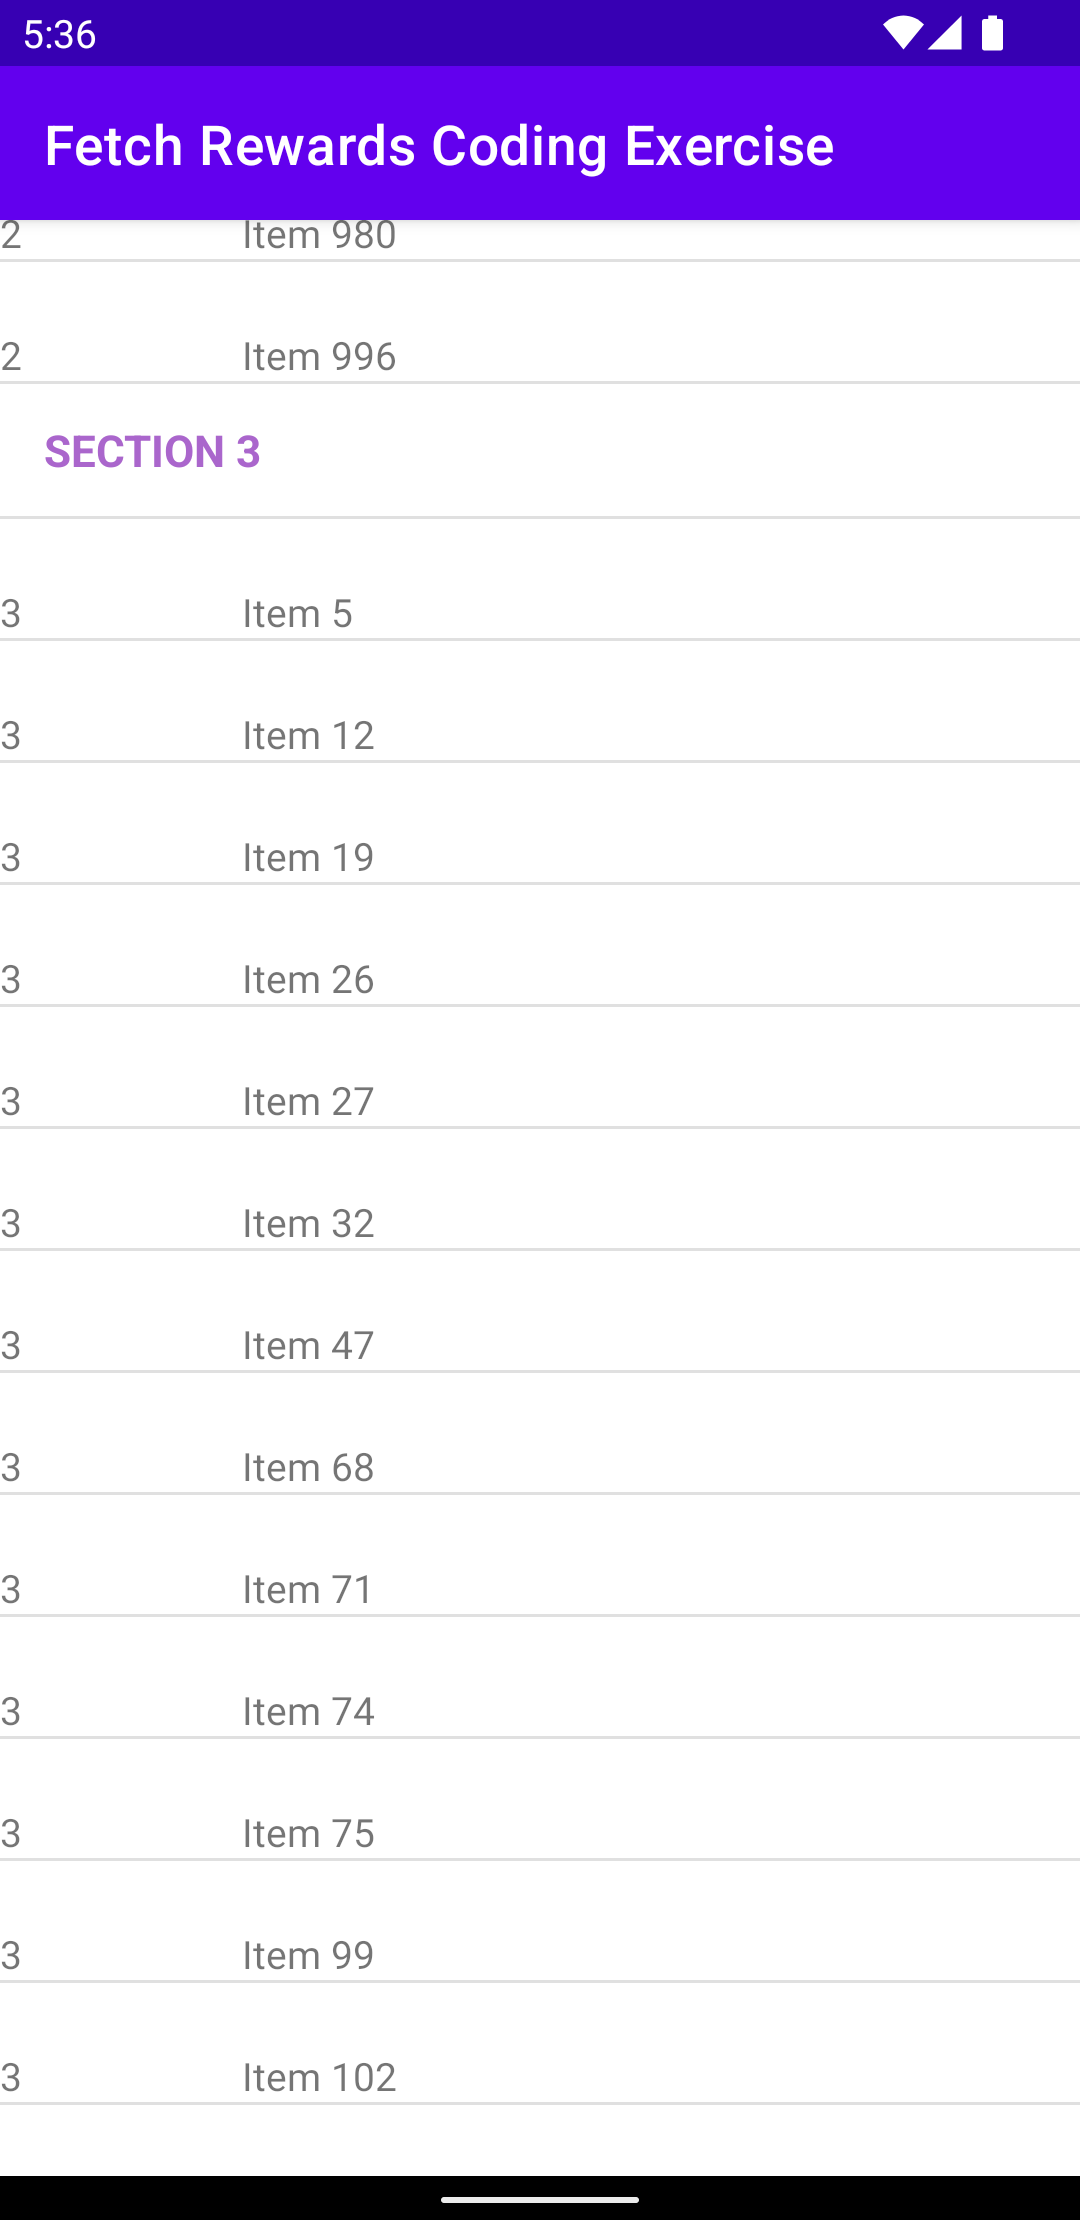 5:36
Fetch Rewards Coding Exercise
2 Item 980
2 Item 996
SECTION 3
3 Item 5
3 Item 12
3 Item 19
3 Item 26
3 Item 27
3 Item 32
3 Item 47
3 Item 68
3 Item 71
3 Item 74
3 Item 75
3 Item 99
3 Item 102